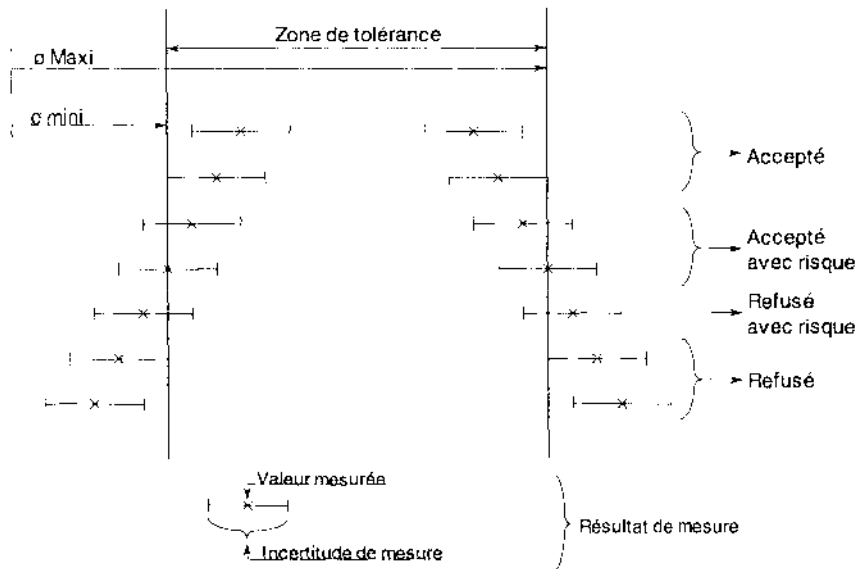 Zone de tolérance
ø Maxi
ø mini
Accepté
Accepté
avec risque
Refusé
avec risque
Refusé
Valeur mesurée
Incertitude de mesure
Résultat de mesure